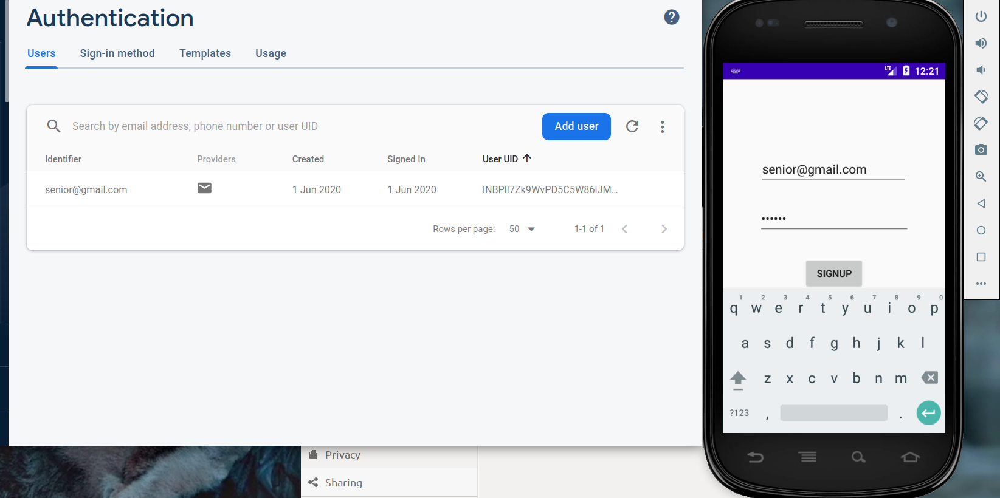 Authentication
?
Users Sign-in method Templates Usage
Search by email address, phone number or user UID Add user
Identifier Providers Created Signed In User UID
senior@gmail.com 1 Jun 2020 1 Jun 2020
Rows per page: 50 1-1 of 1
Privacy
Sharing
LTE 12:21
senior@gmail.com
••••••
SIGNUP
1 2 3 4 5 6 7 8 9 0
q w e r t y u i o p
a s d f g h j k l
z x c v b n m
?123 , .